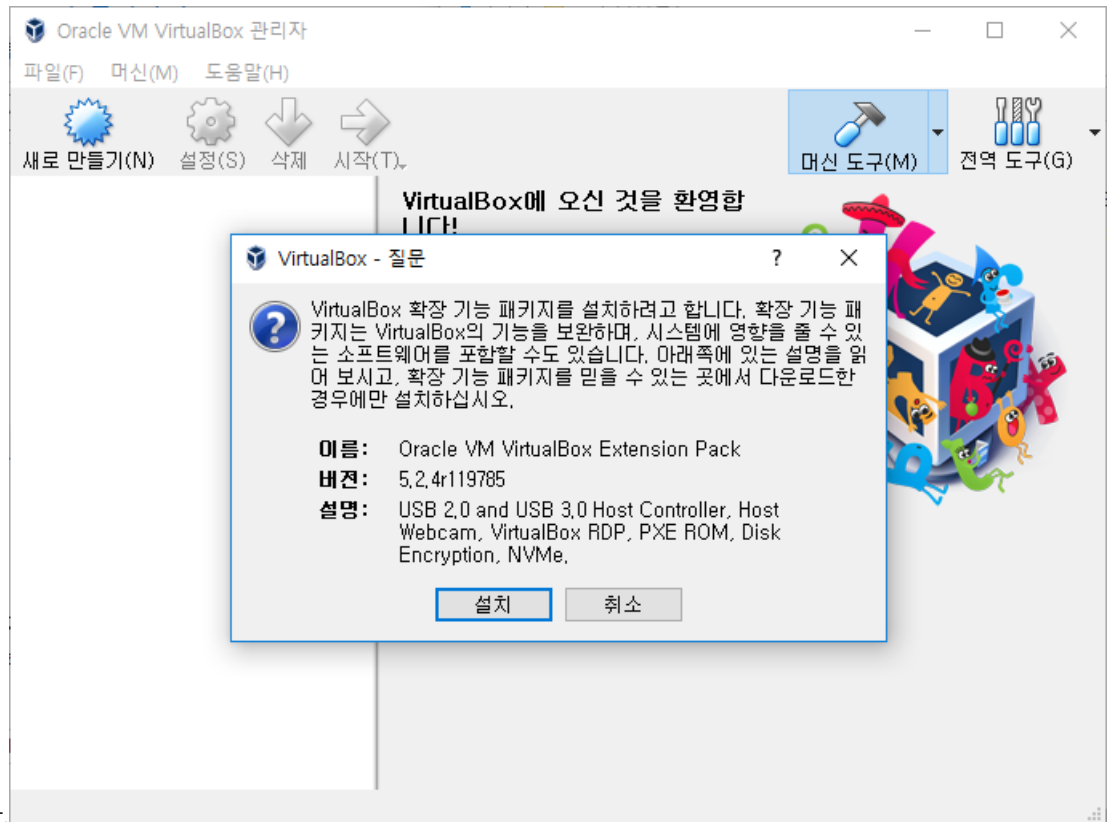 Oracle VM VirtualBox 관리자
파일(F) 머신(M) 도움말(H)
새로 만들기(N) 설정(S) 삭제 시작(T) 머신 도구(M) 전역 도구(G)
VirtualBox에 오신 것을 환영합
니다!
VirtualBox - 질문
VirtualBox 확장 기능 패키지를 설치하려고 합니다. 확장 기능 패
키지는 VirtualBox의 기능을 보완하며, 시스템에 영향을 줄 수 있
는 소프트웨어를 포함할 수도 있습니다. 아래쪽에 있는 설명을 읽
어 보시고, 확장 기능 패키지를 믿을 수 있는 곳에서 다운로드한
경우에만 설치하십시오.
이름: Oracle VM VirtualBox Extension Pack
버전: 5.2.4r119785
설명: USB 2.0 and USB 3.0 Host Controller, Host
Webcam, VirtualBox RDP, PXE ROM, Disk
Encryption, NVMe.
설치 취소